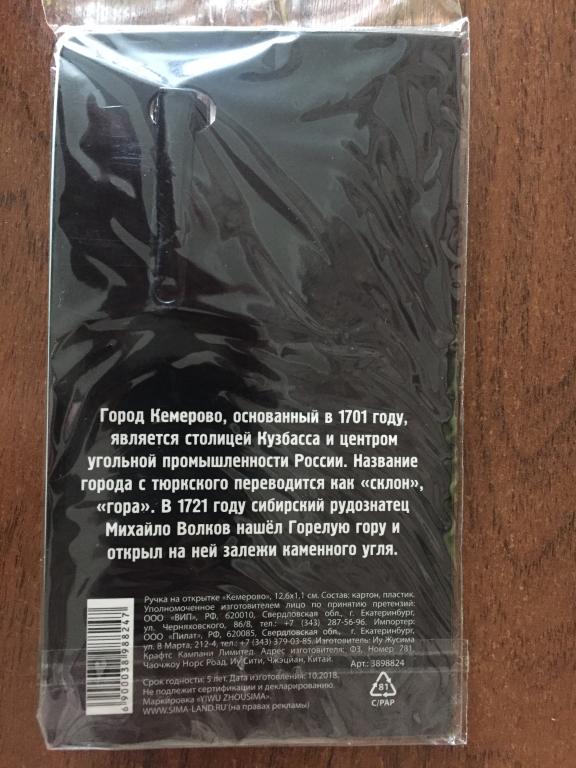 Город Кемерово, основанный в 1701 году,
является столицей Кузбасса и центром
угольной промышленности России. Название
города с тюркского переводится как «склон»,
«гора». В 1721 году сибирский рудознатец
Михайло Волков нашёл Горелую гору и
открыл на ней залежи каменного угля.
Ручка на открытке «Кемерово», 12,6х1,1 см. Состав: картон, пластик.
Уполномоченное изготовителем лицо по принятию претензий:
ООО «ВИП», РФ, 620010, Свердловская обл., г. Екатеринбург,
ул. Черняховского, 86/8, тел.: +7 (343) 287-56-96. Импортер:
ООО «Пилат», РФ, 620085, Свердловская обл., г. Екатеринбург,
ул. 8 Марта, 212-4, тел.: +7 (343) 379-03-85. Изготовитель: Иу Жусима
Крафтс Кампани Лимитед. Адрес изготовителя: ФЗ, Номер 781,
Чаочжоу Норс Роад, Иу Сити, Чжэцзян, Китай.
Арт.: 3898824
Срок годности: 5 лет. Дата изготовления: 10.2018.
Не подлежит сертификации и декларированию.
Маркировка «YIWU ZHOUSIMA».
WWW.SIMA-LAND.RU (на правах рекламы)
6 900038 988247
81
C/PAP